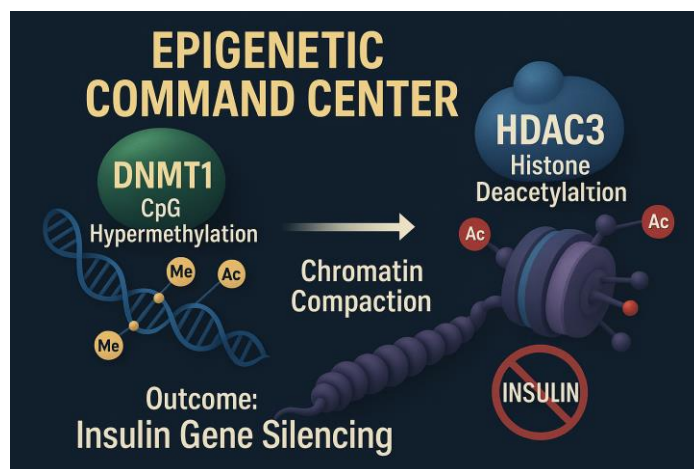 EPIGENETIC
COMMAND CENTER
DNMT1
CpG
Hypermethylation
Me
Ac
Me
HDAC3
Histone
Deacetylaltion
Ac
Ac
Chromatin
Compaction
INSULIN
Outcome:
Insulin Gene Silencing